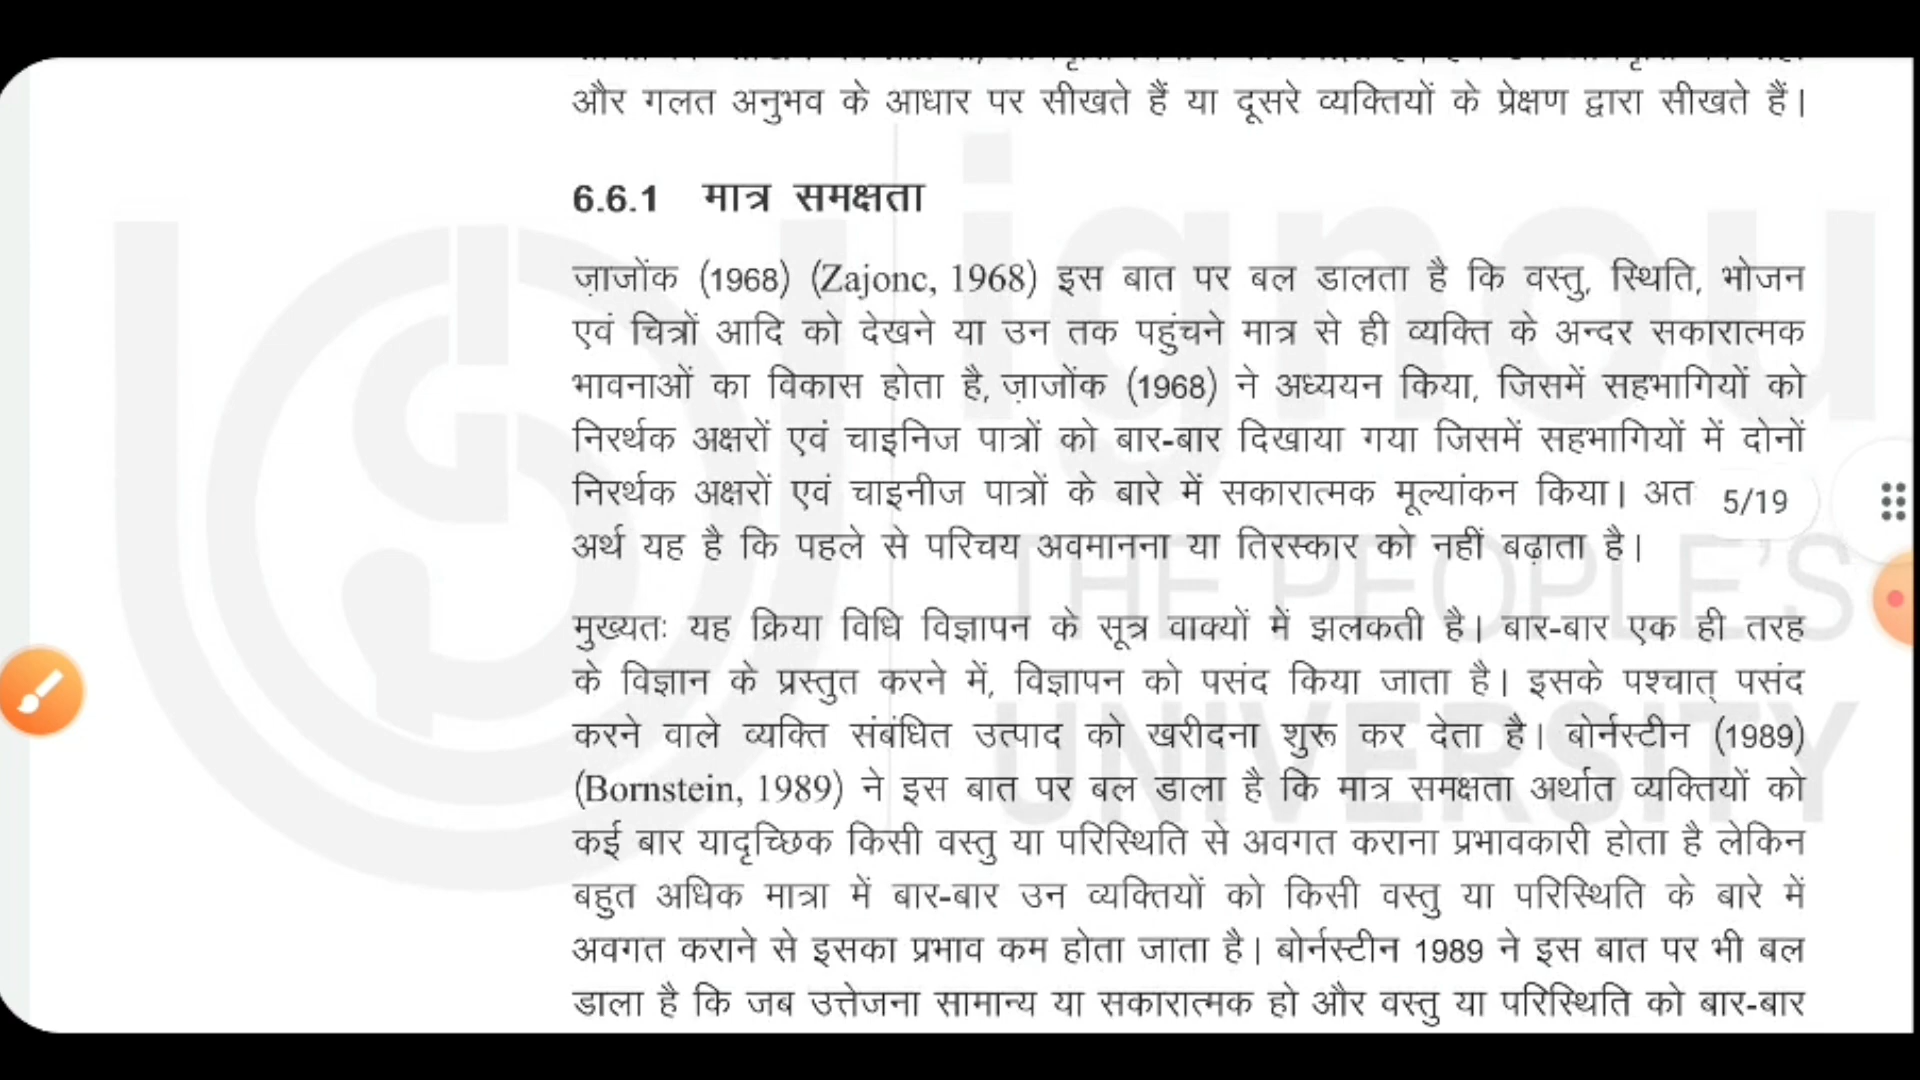 और गलत अनुभव के आधार पर सीखते हैं या दूसरे व्यक्तियों के प्रेक्षण द्वारा सीखते हैं।
6.6.1 मात्र समक्षता
ज़ाजोंक (1968) (Zajonc, 1968) इस बात पर बल डालता है कि वस्तु, स्थिति, भोजन
एवं चित्रों आदि को देखने या उन तक पहुंचने मात्र से ही व्यक्ति के अन्दर सकारात्मक
भावनाओं का विकास होता है, ज़ाजोंक (1968) ने अध्ययन किया, जिसमें सहभागियों को
निरर्थक अक्षरों एवं चाइनिज पात्रों को बार-बार दिखाया गया जिसमें सहभागियों में दोनों
निरर्थक अक्षरों एवं चाइनीज पात्रों के बारे में सकारात्मक मूल्यांकन किया। अत 5/19
अर्थ यह है कि पहले से परिचय अवमानना या तिरस्कार को नहीं बढ़ाता है।
मुख्यतः यह क्रिया विधि विज्ञापन के सूत्र वाक्यों में झलकती है। बार-बार एक ही तरह
के विज्ञान के प्रस्तुत करने में, विज्ञापन को पसंद किया जाता है। इसके पश्चात् पसंद
करने वाले व्यक्ति संबंधित उत्पाद को खरीदना शुरू कर देता है। बोर्नस्टीन (1989)
(Bornstein, 1989) ने इस बात पर बल डाला है कि मात्र समक्षता अर्थात व्यक्तियों को
कई बार यादृच्छिक किसी वस्तु या परिस्थिति से अवगत कराना प्रभावकारी होता है लेकिन
बहुत अधिक मात्रा में बार-बार उन व्यक्तियों को किसी वस्तु या परिस्थिति के बारे में
अवगत कराने से इसका प्रभाव कम होता जाता है। बोर्नस्टीन 1989 ने इस बात पर भी बल
डाला है कि जब उत्तेजना सामान्य या सकारात्मक हो और वस्तु या परिस्थिति को बार-बार
ignou
THE PEOPLE'S
UNIVERSITY